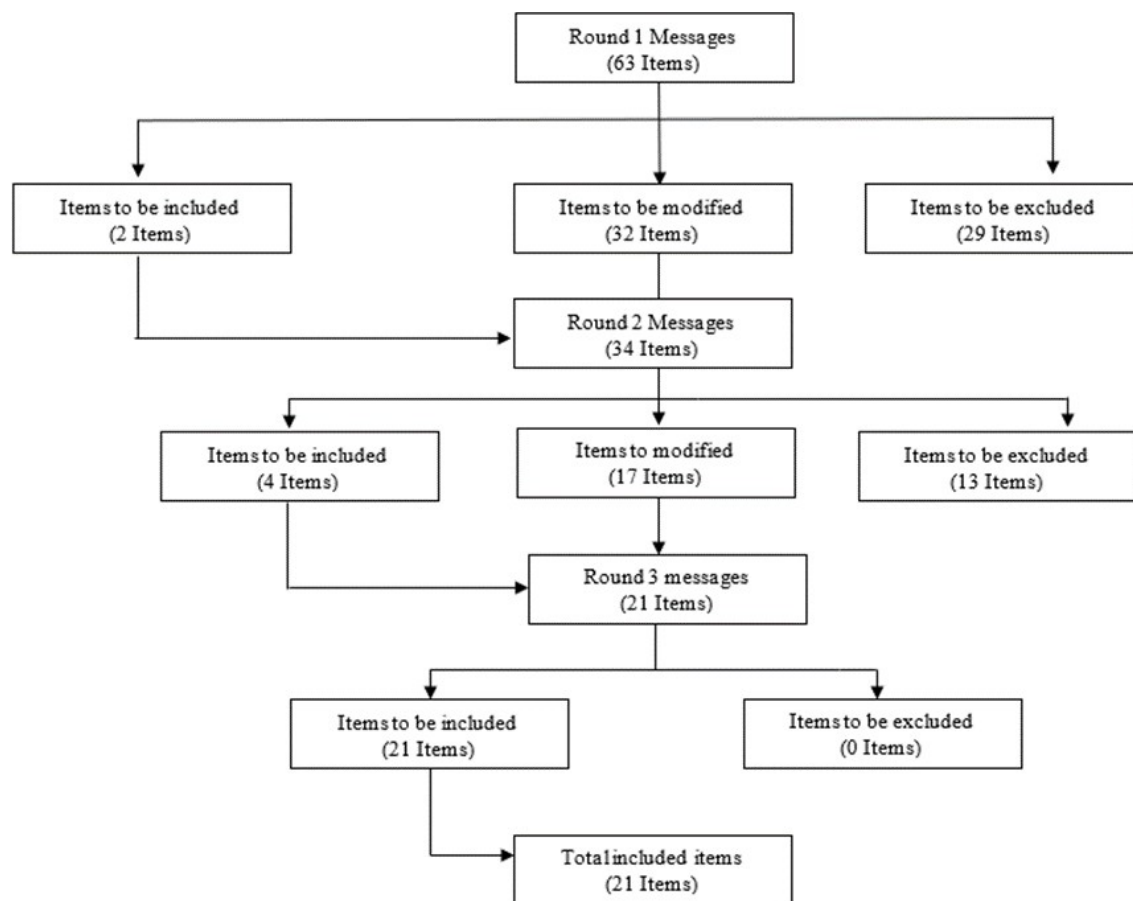 Round 1 Messages
(63 Items)
Items to be included
(2 Items)
Items to be modified
(32 Items)
Items to be excluded
(29 Items)
Round 2 Messages
(34 Items)
Items to be included
(4 Items)
Items to modified
(17 Items)
Items to be excluded
(13 Items)
Round 3 messages
(21 Items)
Items to be included
(21 Items)
Items to be excluded
(0 Items)
Total included items
(21 Items)